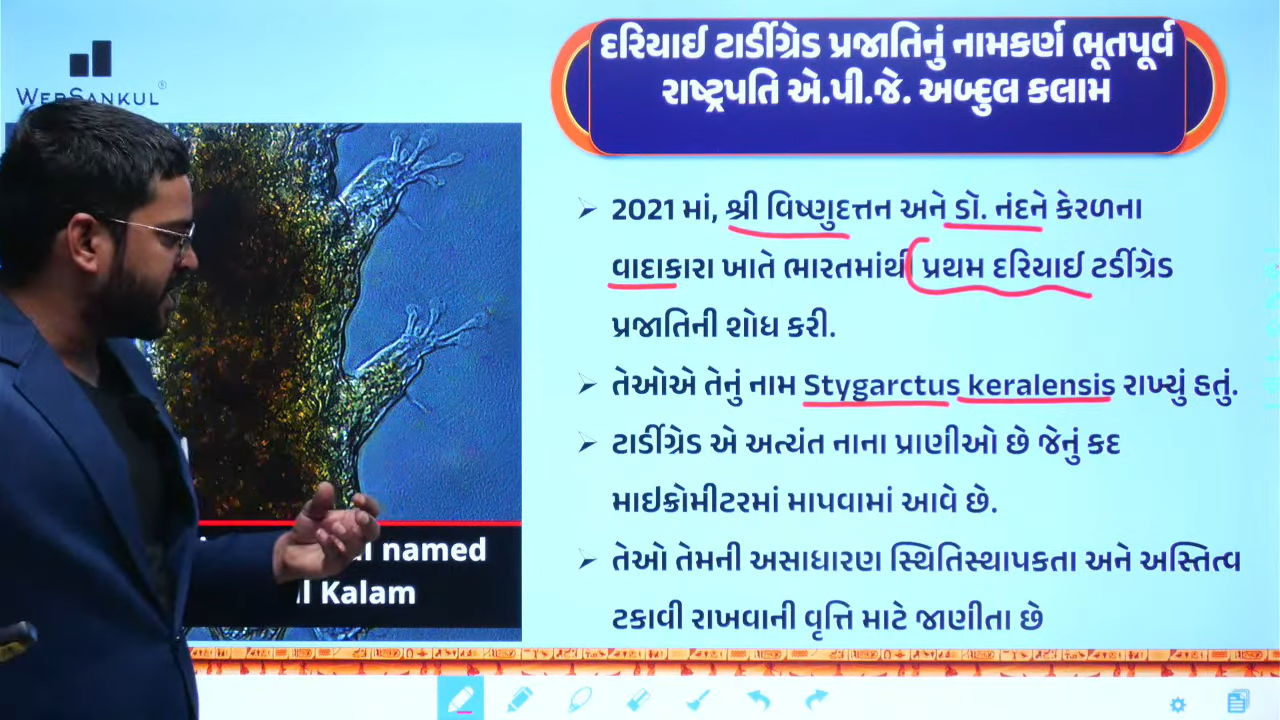 WEBSANKUL®
દરિયાઈ ટાર્ડીગ્રેડ પ્રજાતિનું નામકર્ણ ભૂતપૂર્વ
રાષ્ટ્રપતિ એ.પી.જે. અબ્દુલ કલામ
2021 માં, શ્રી વિષ્ણુદત્તન અને ડૉ. નંદને કેરળના
વાદાકારા ખાતે ભારતમાંથી પ્રથમ દરિયાઈ ટર્ડીગ્રેડ
પ્રજાતિની શોધ કરી.
તેઓએ તેનું નામ Stygarctus keralensis રાખ્યું હતું.
ટાર્ડીગ્રેડ એ અત્યંત નાના પ્રાણીઓ છે જેનું કદ
માઇક્રોમીટરમાં માપવામાં આવે છે.
તેઓ તેમની અસાધારણ સ્થિતિસ્થાપકતા અને અસ્તિત્વ
ટકાવી રાખવાની વૃત્તિ માટે જાણીતા છે
named
Kalam